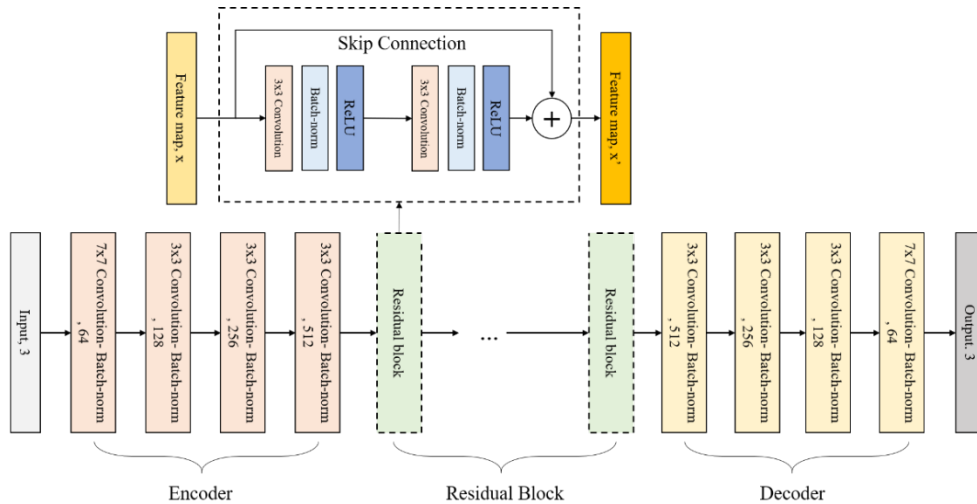 Skip Connection
Feature map, x
3x3 Convolution
Batch-norm
ReLU
3x3 Convolution
Batch-norm
ReLU
+
Feature map, x'
Input, 3
7x7 Convolution- Batch-norm
, 64
3x3 Convolution- Batch-norm
, 128
3x3 Convolution- Batch-norm
, 256
3x3 Convolution- Batch-norm
, 512
Residual block
...
Residual block
3x3 Convolution- Batch-norm
, 512
3x3 Convolution- Batch-norm
, 256
3x3 Convolution- Batch-norm
, 128
7x7 Convolution- Batch-norm
, 64
Output. 3
Encoder
Residual Block
Decoder